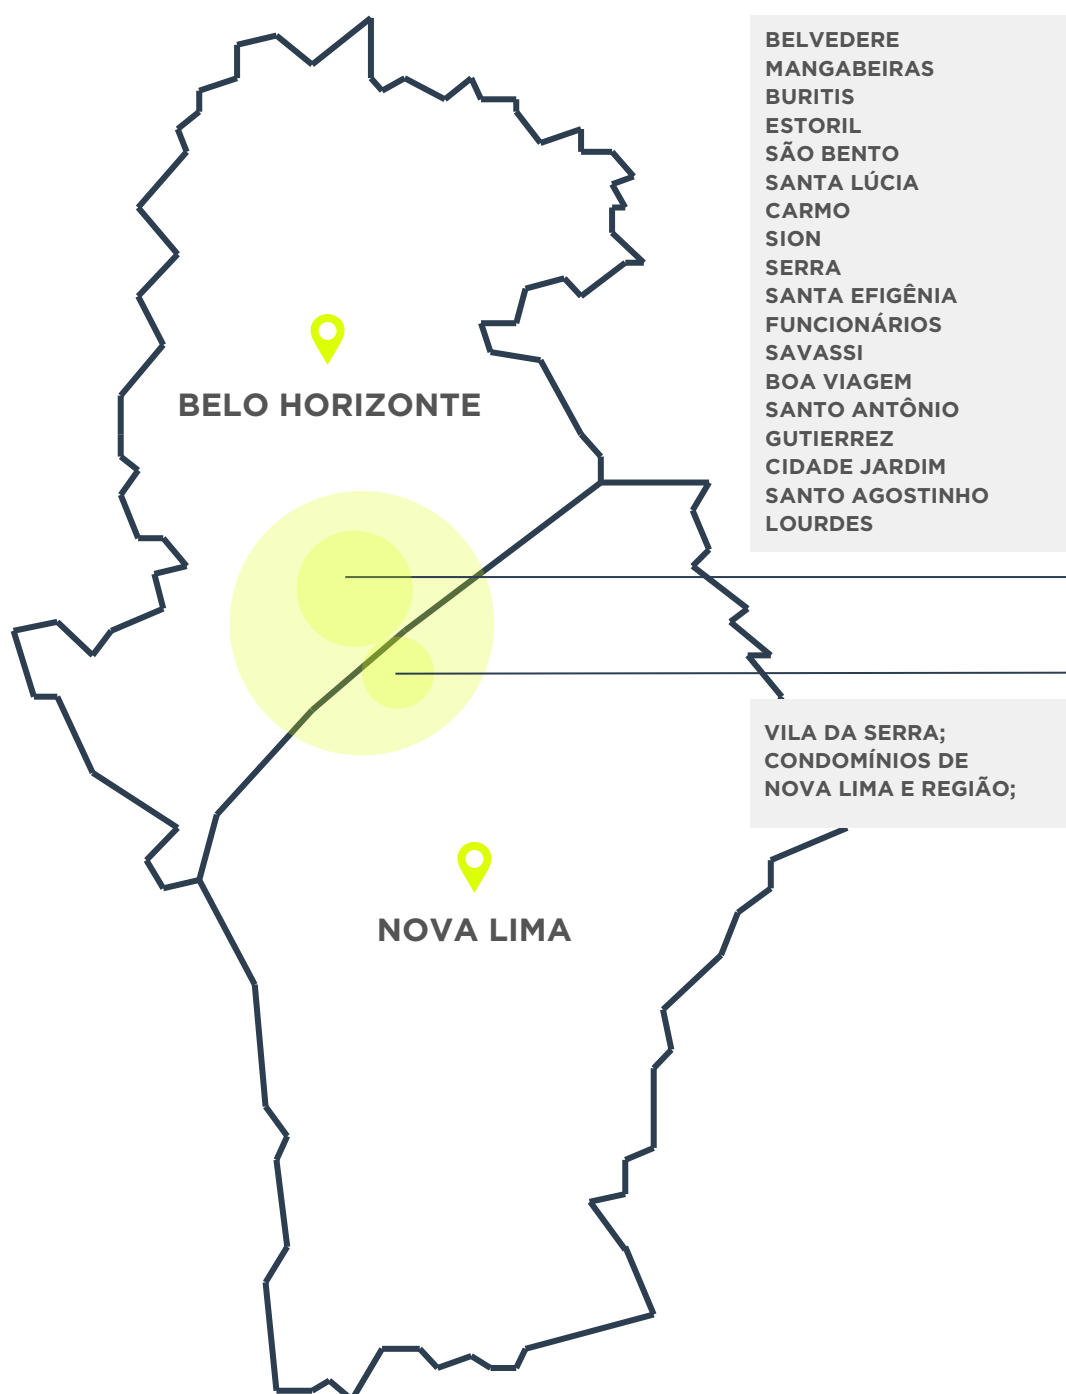 BELVEDERE
MANGABEIRAS
BURITIS
ESTORIL
SÃO BENTO
SANTA LÚCIA
CARMO
SION
SERRA
SANTA EFIGÊNIA
FUNCIONÁRIOS
SAVASSI
BOA VIAGEM
SANTO ANTÔNIO
GUTIERREZ
CIDADE JARDIM
SANTO AGOSTINHO
LOURDES
BELO HORIZONTE
VILA DA SERRA;
CONDOMÍNIOS DE
NOVA LIMA E REGIÃO;
NOVA LIMA